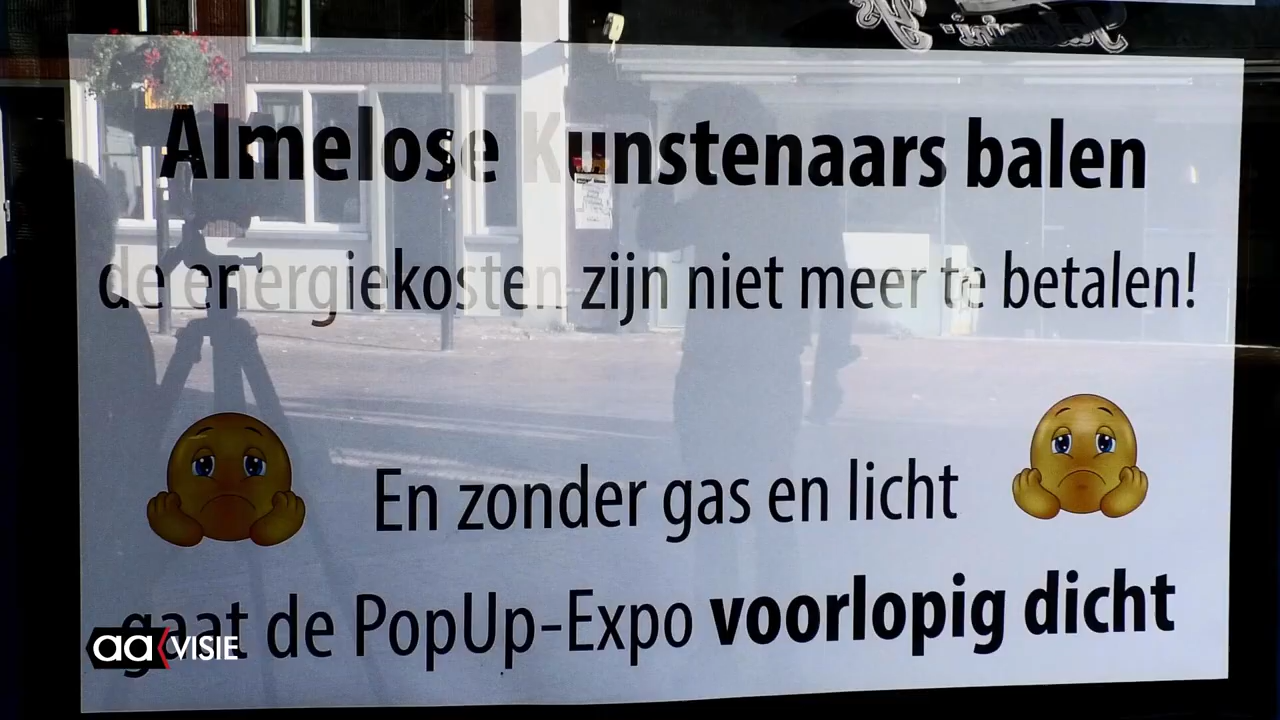 Almelose Kunstenaars balen
de energiekosten zijn niet meer te betalen!
En zonder gas en licht
gaat de PopUp-Expo voorlopig dicht
aa VISIE